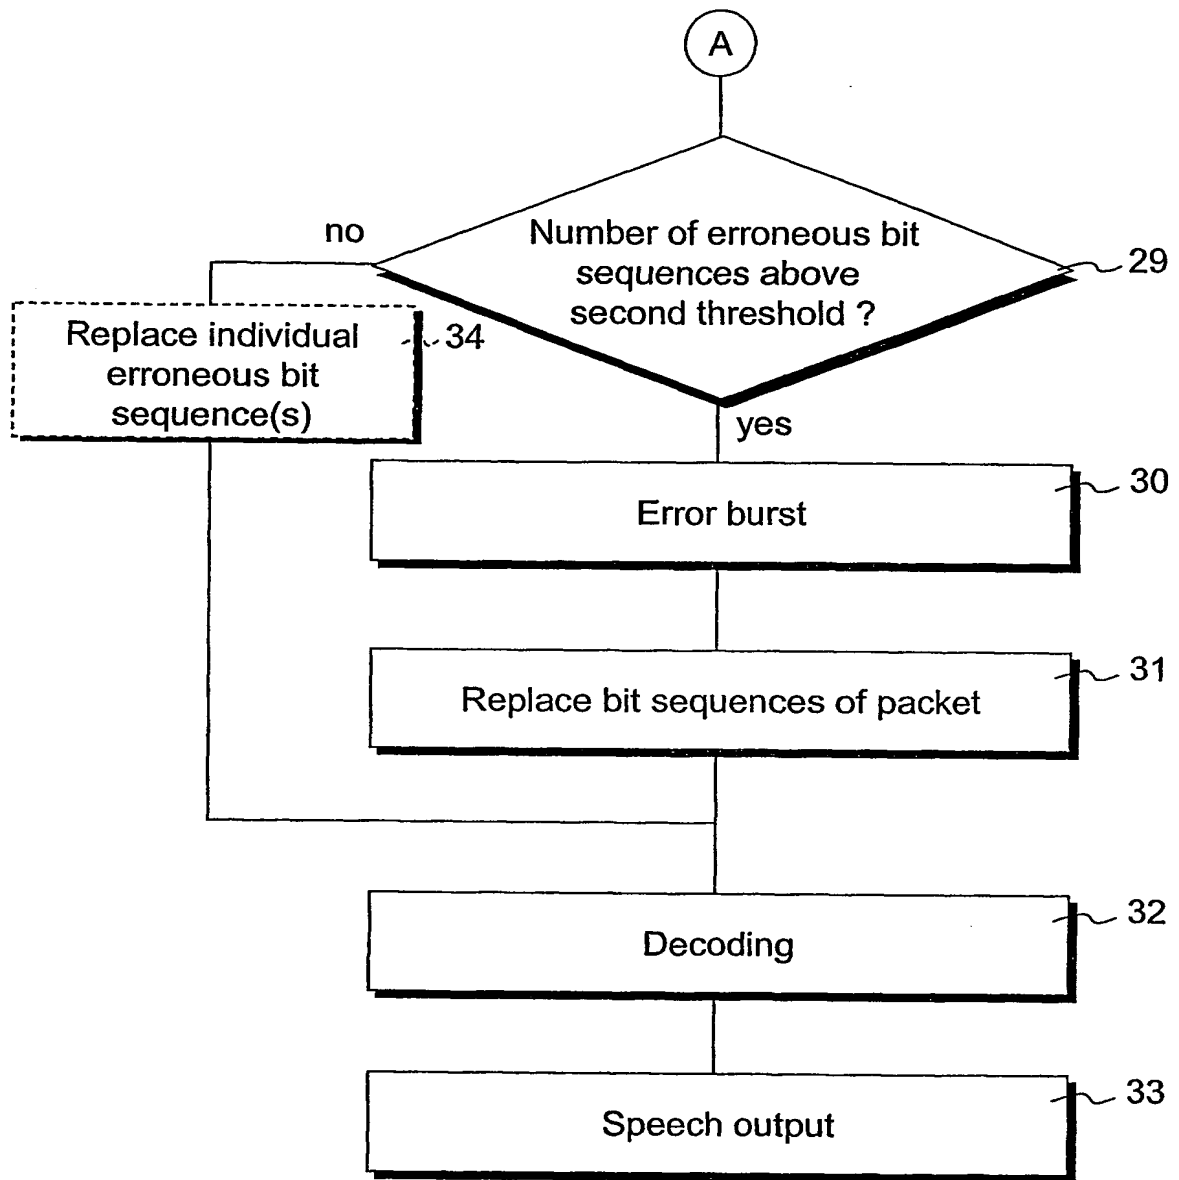 A
no
Number of erroneous bit
sequences above
second threshold ?
29
Replace individual
erroneous bit
sequence(s)
34
yes
Error burst
30
Replace bit sequences of packet
31
Decoding
32
Speech output
33